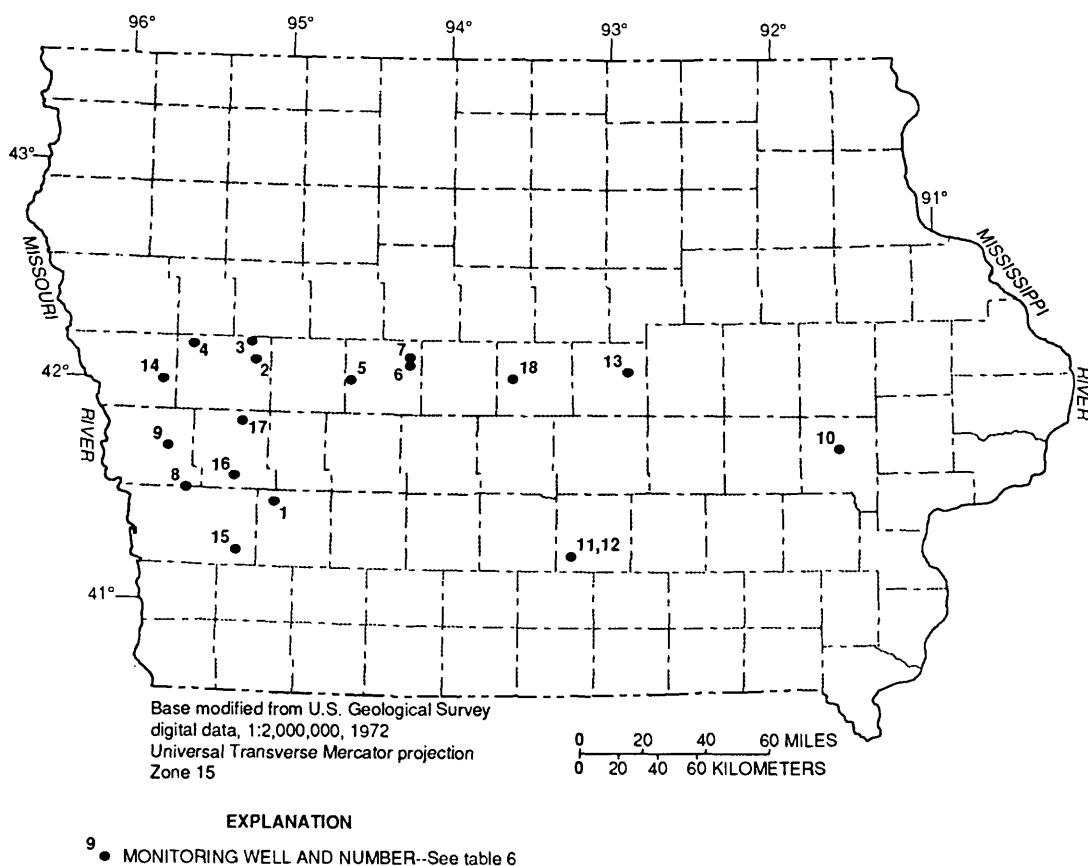 96°
95°
94°
93°
92°
43°
91°
MISSOURI
MISSISSIPPI
4
3
2
7
6
5
18
13
14
42°
RIVER
17
9
10
RIVER
16
8
1
15
11,12
41°
Base modified from U.S. Geological Survey
digital data, 1:2,000,000, 1972
Universal Transverse Mercator projection
Zone 15
0 20 40 60 MILES
0 20 40 60 KILOMETERS
EXPLANATION
9
MONITORING WELL AND NUMBER--See table 6